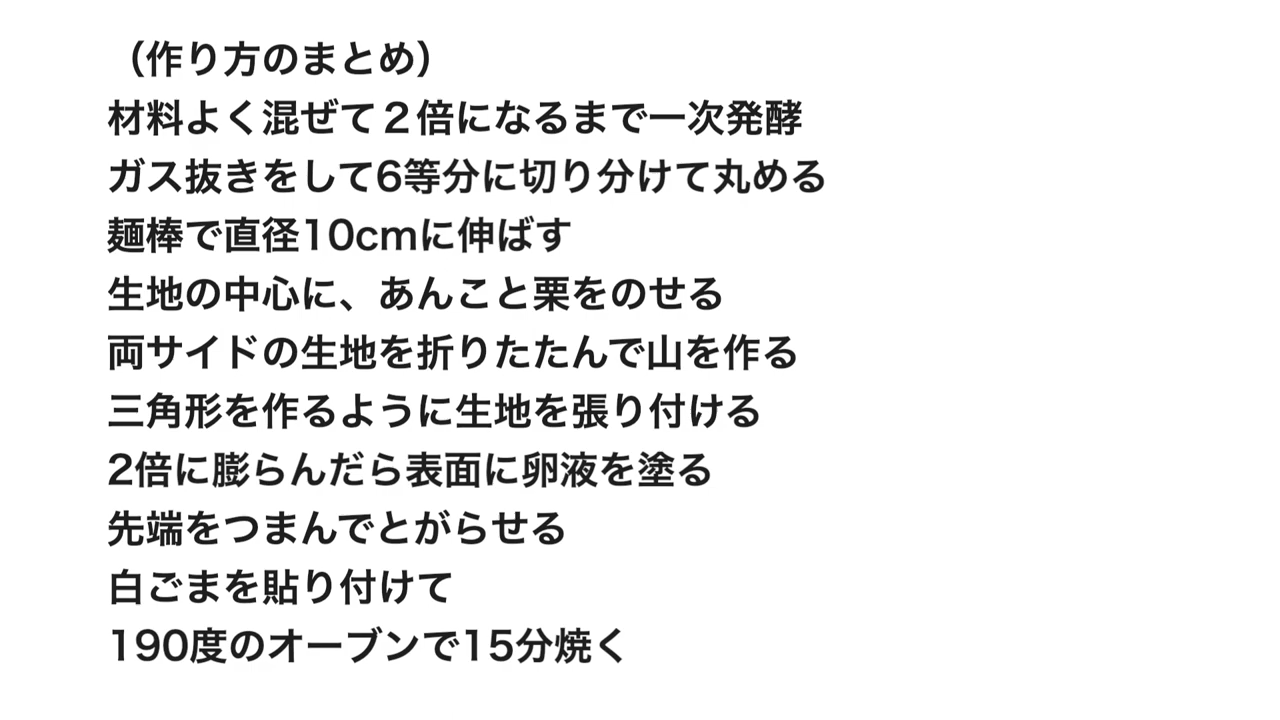 （作り方のまとめ）
材料よく混ぜて２倍になるまで一次発酵
ガス抜きをして6等分に切り分けて丸める
麺棒で直径10cmに伸ばす
生地の中心に、あんこと栗をのせる
両サイドの生地を折りたたんで山を作る
三角形を作るように生地を張り付ける
2倍に膨らんだら表面に卵液を塗る
先端をつまんでとがらせる
白ごまを貼り付けて
190度のオーブンで15分焼く